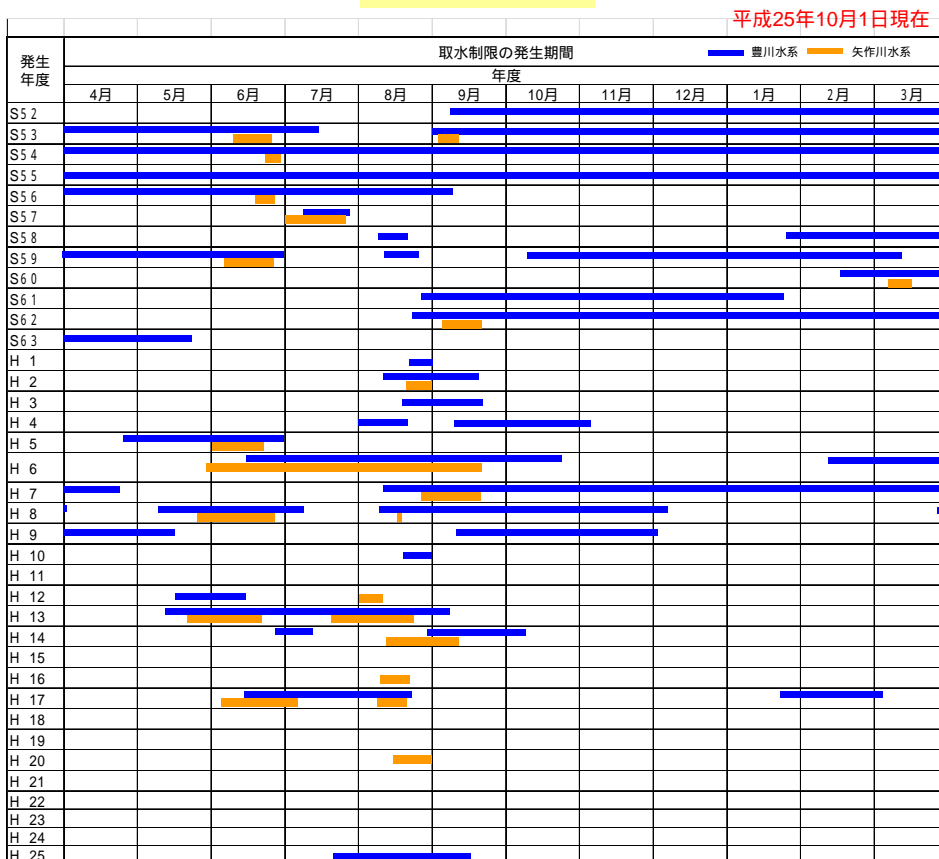 平成25年10月1日現在
発生年度 取水制限の発生期間 豊川水系 矢作川水系
年度
4月 5月 6月 7月 8月 9月 10月 11月 12月 1月 2月 3月
S52
S53
S54
S55
S56
S57
S58
S59
S60
S61
S62
S63
H 1
H 2
H 3
H 4
H 5
H 6
H 7
H 8
H 9
H 10
H 11
H 12
H 13
H 14
H 15
H 16
H 17
H 18
H 19
H 20
H 21
H 22
H 23
H 24
H 25